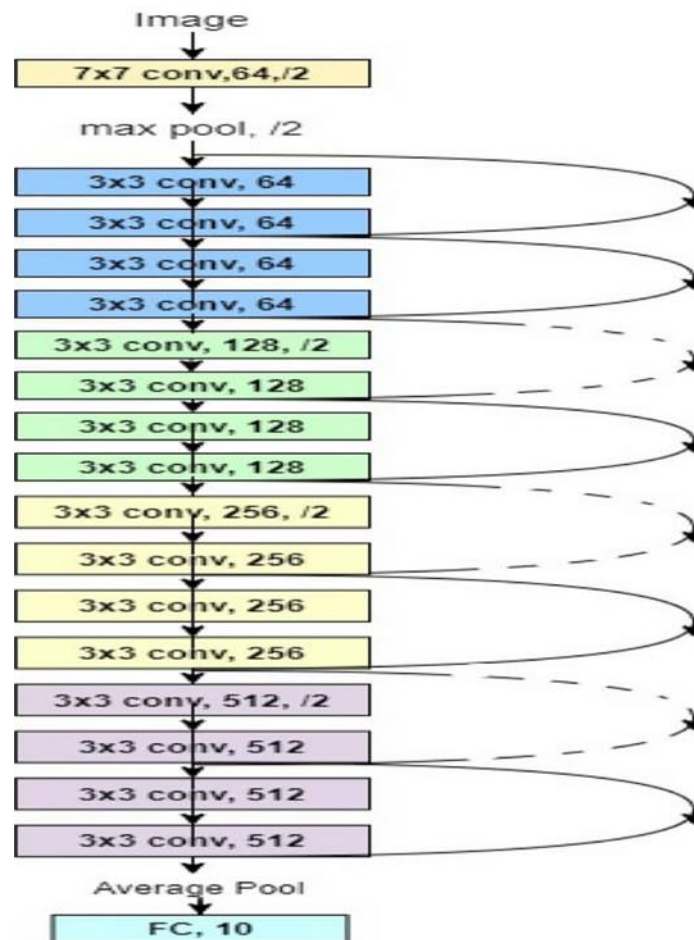 Image
7x7 conv,64,/2
max pool, /2
3x3 conv, 64
3x3 conv, 64
3x3 conv, 64
3x3 conv, 64
3x3 conv, 128, /2
3x3 conv, 128
3x3 conv, 128
3x3 conv, 128
3x3 conv, 256, /2
3x3 conv, 256
3x3 conv, 256
3x3 conv, 256
3x3 conv, 512, /2
3x3 conv, 512
3x3 conv, 512
3x3 conv, 512
Average Pool
FC, 10